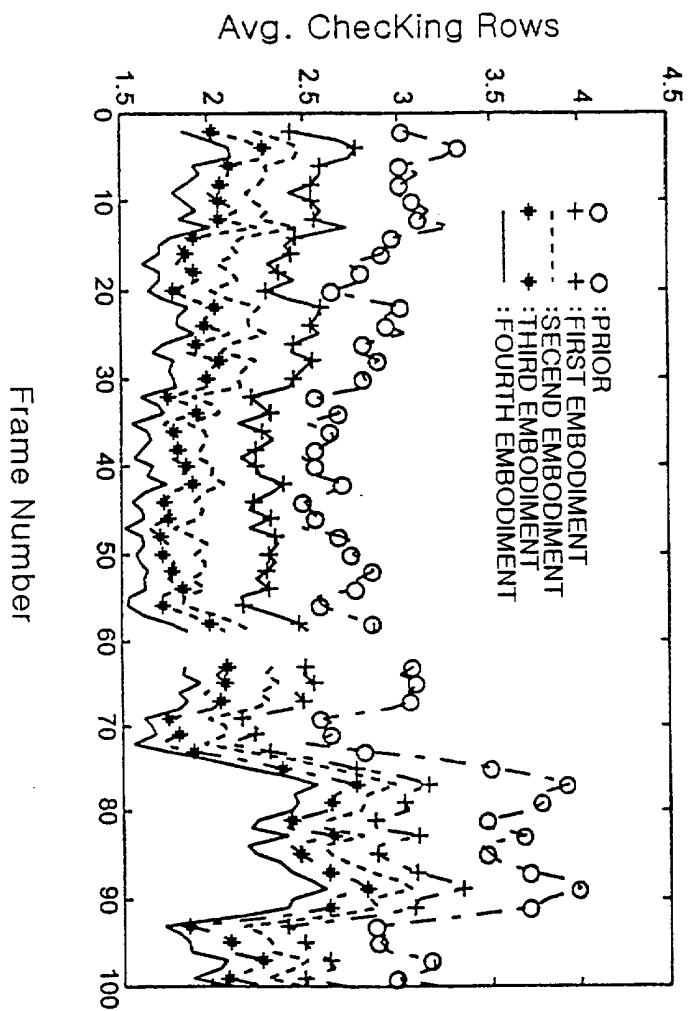 Avg. ChecKing Rows
4.5
4
3.5
3
2.5
2
1.5
:PRIOR
:FIRST EMBODIMENT
:SECEND EMBODIMENT
:THIRD EMBODIMENT
:FOURTH EMBODIMENT
0
10
20
30
40
50
60
70
80
90
100
Frame Number